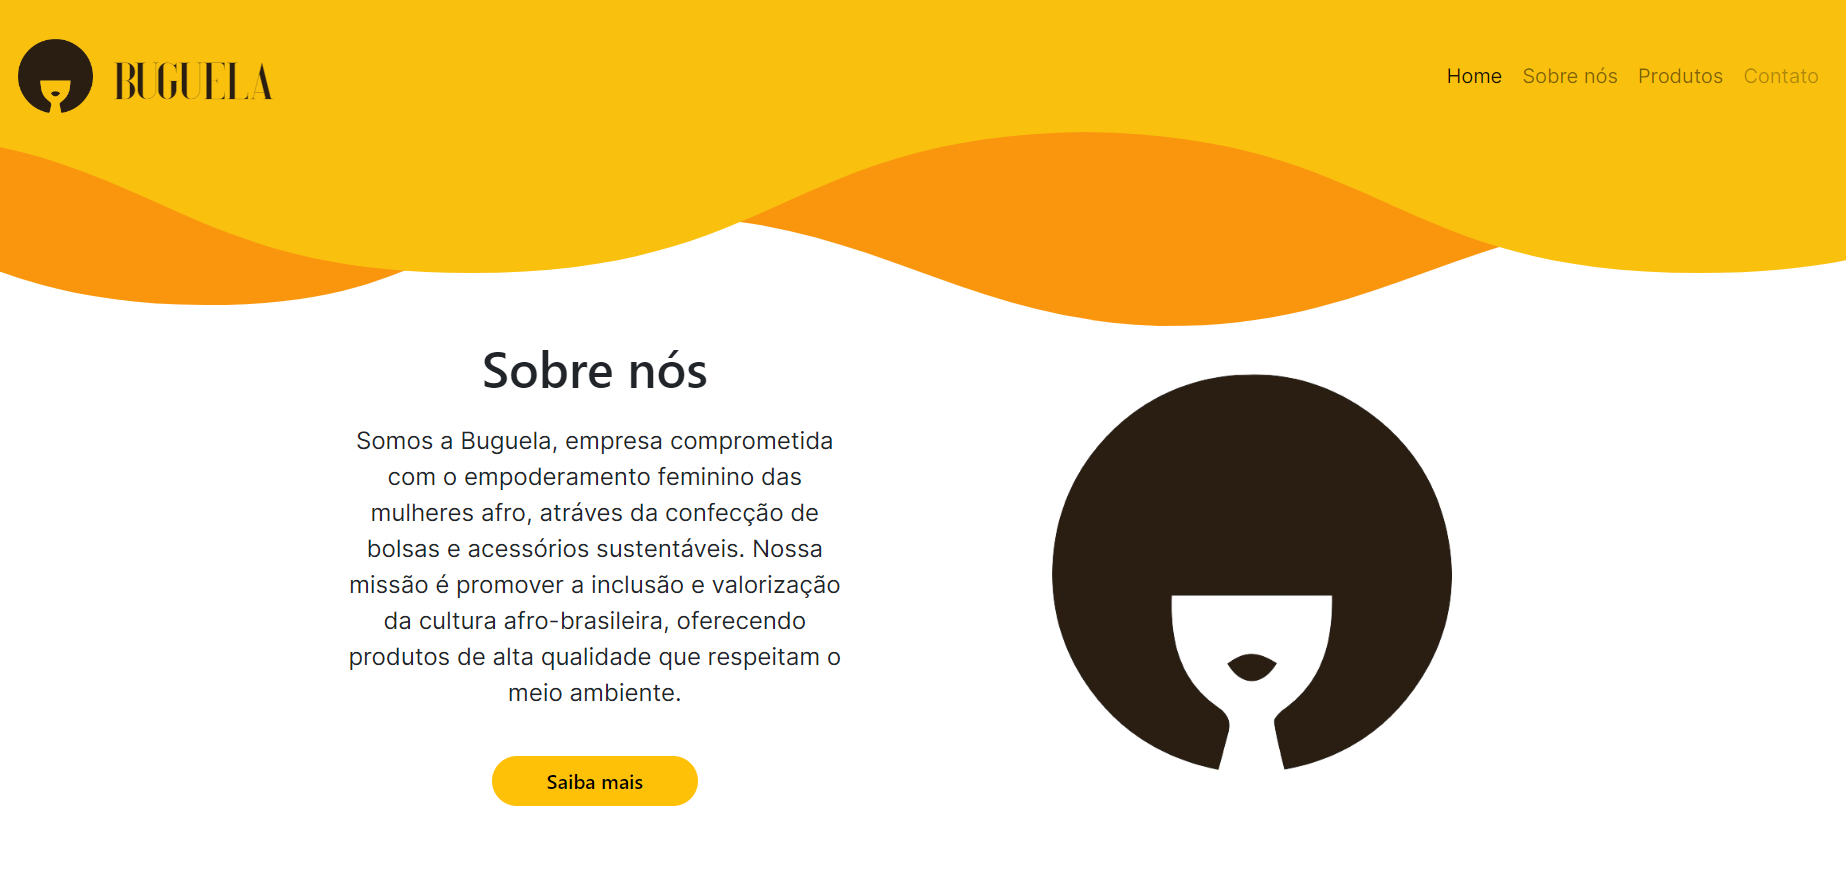 BUGUELA
Home Sobre nós Produtos Contato
Sobre nós
Somos a Buguela, empresa comprometida
com o empoderamento feminino das
mulheres afro, atráves da confecção de
bolsas e acessórios sustentáveis. Nossa
missão é promover a inclusão e valorização
da cultura afro-brasileira, oferecendo
produtos de alta qualidade que respeitam o
meio ambiente.
Saiba mais